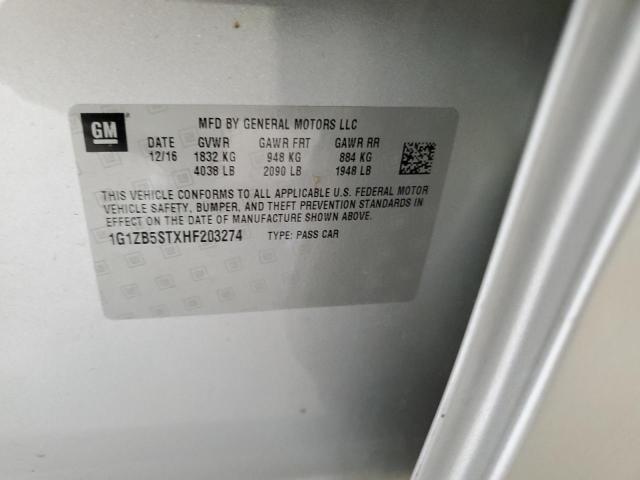 GM
MFD BY GENERAL MOTORS LLC
DATE GVWR GAWR FRT GAWR RR
12/16 1832 KG 948 KG 884 KG
4038 LB 2090 LB 1948 LB
THIS VEHICLE CONFORMS TO ALL APPLICABLE U.S. FEDERAL MOTOR
VEHICLE SAFETY, BUMPER, AND THEFT PREVENTION STANDARDS IN
EFFECT ON THE DATE OF MANUFACTURE SHOWN ABOVE.
1G1ZB5STXHF203274 TYPE: PASS CAR